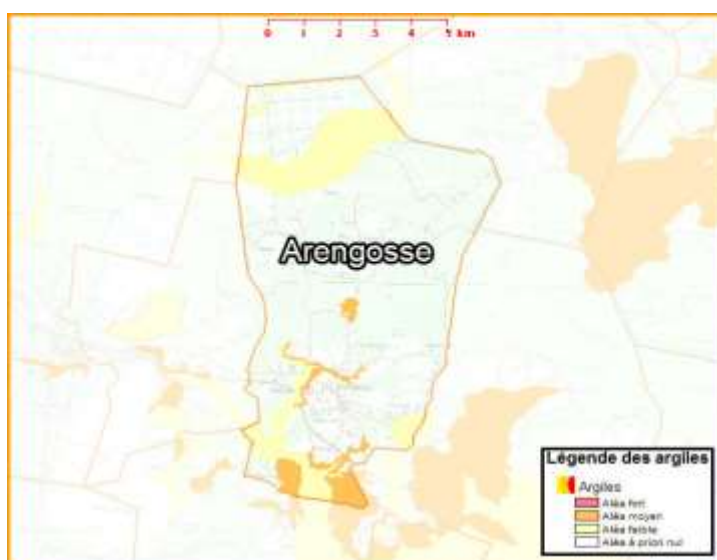 0 1 2 3 4 5 km
Arengosse
Légende des argiles
Argiles
Aléa fort
Aléa moyen
Aléa faible
Aléa à priori nul